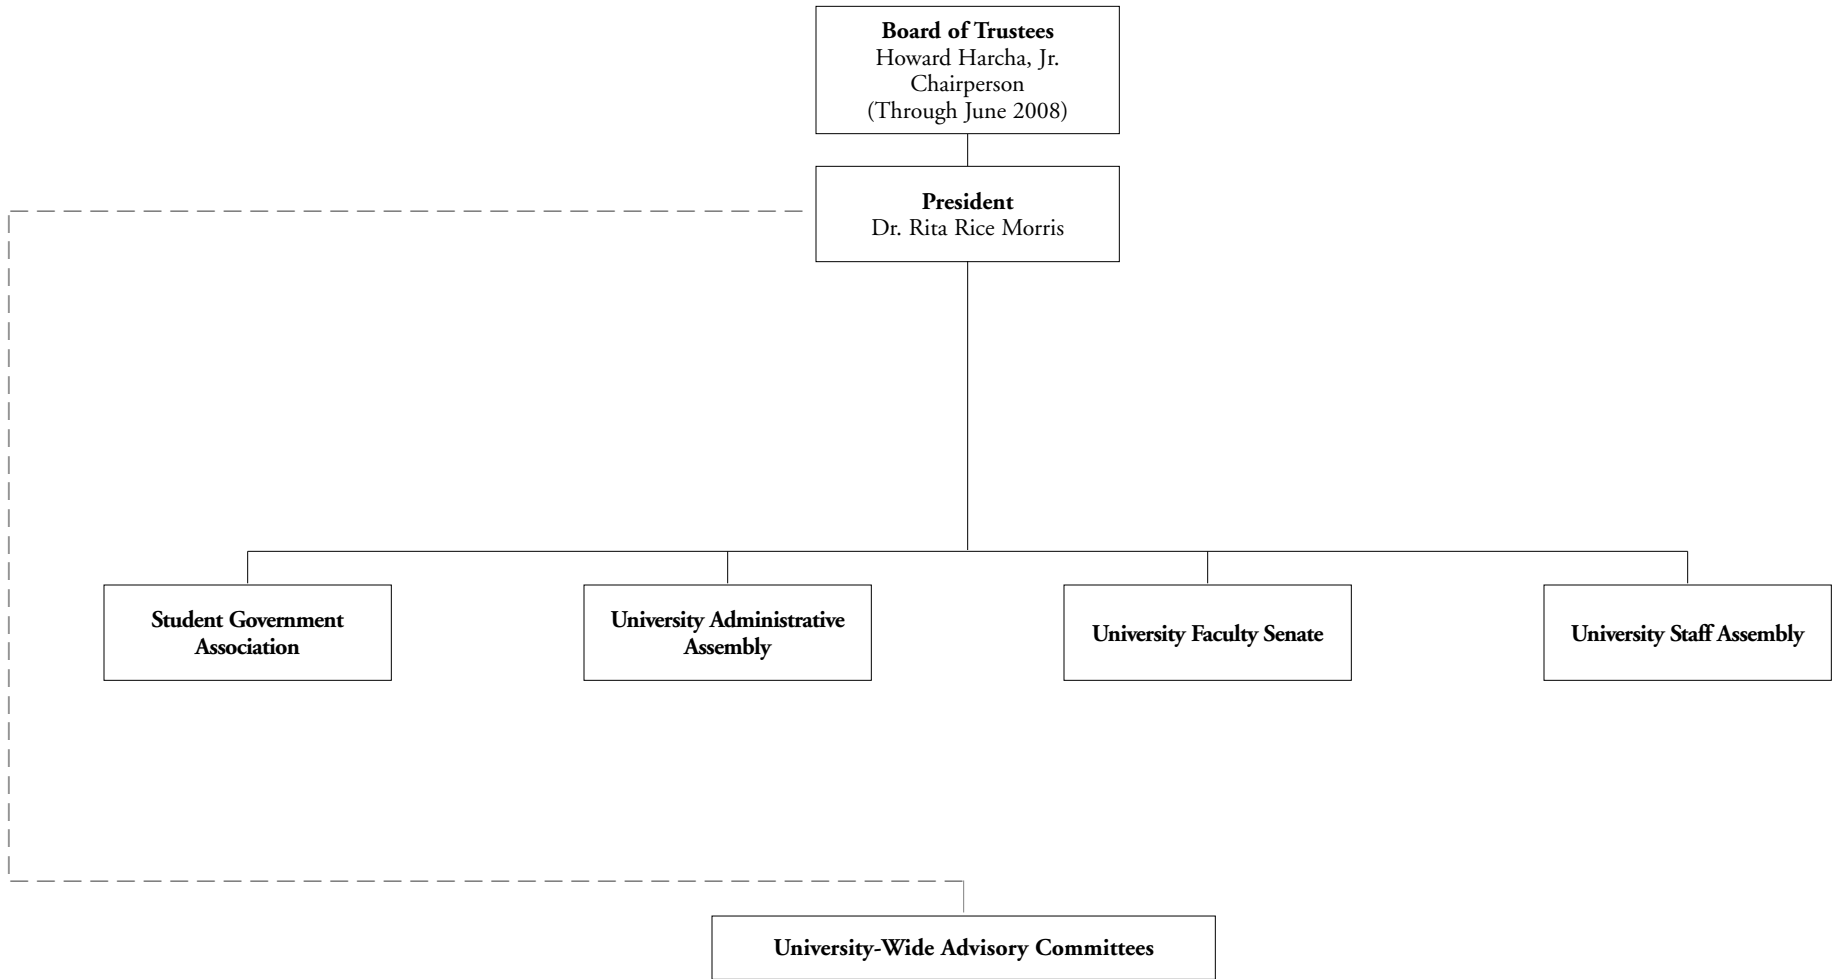 Board of Trustees
Howard Harcha, Jr.
Chairperson
(Through June 2008)
President
Dr. Rita Rice Morris
Student Government
Association
University Administrative
Assembly
University Faculty Senate
University Staff Assembly
University-Wide Advisory Committees